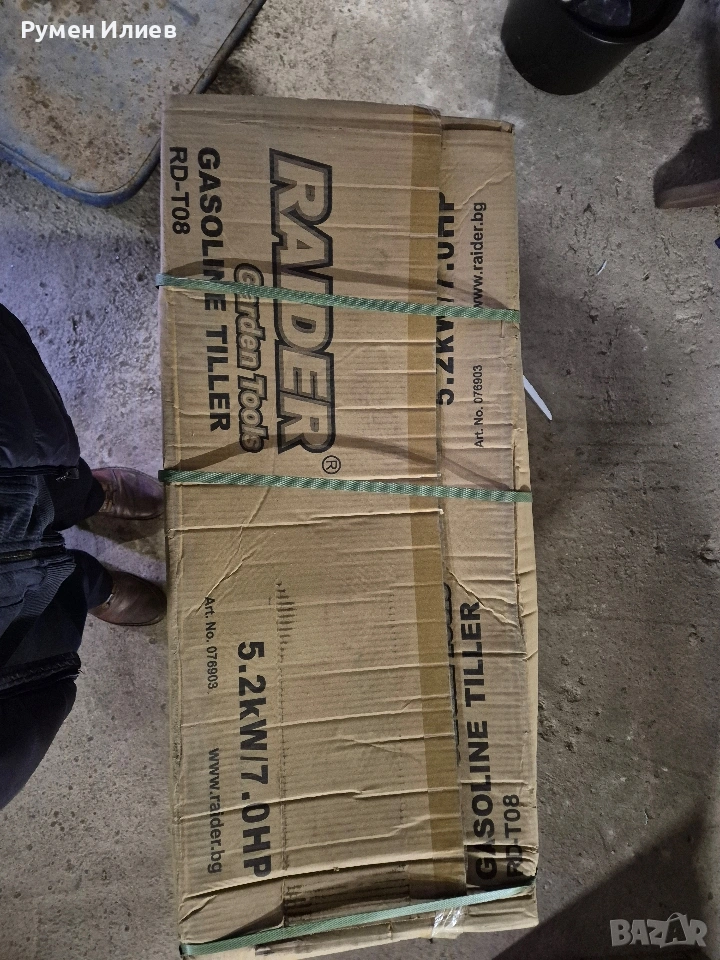 Румен Илиев
RAIDER®
Garden Tools
GASOLINE TILLER
RD-T08
5.2kW/7.0HP
Art. No. 076903
www.raider.bg
5.2kW/7.0HP
www.raider.bg
Art. No. 076903
GASOLINE TILLER
RD-T08
BAZAR